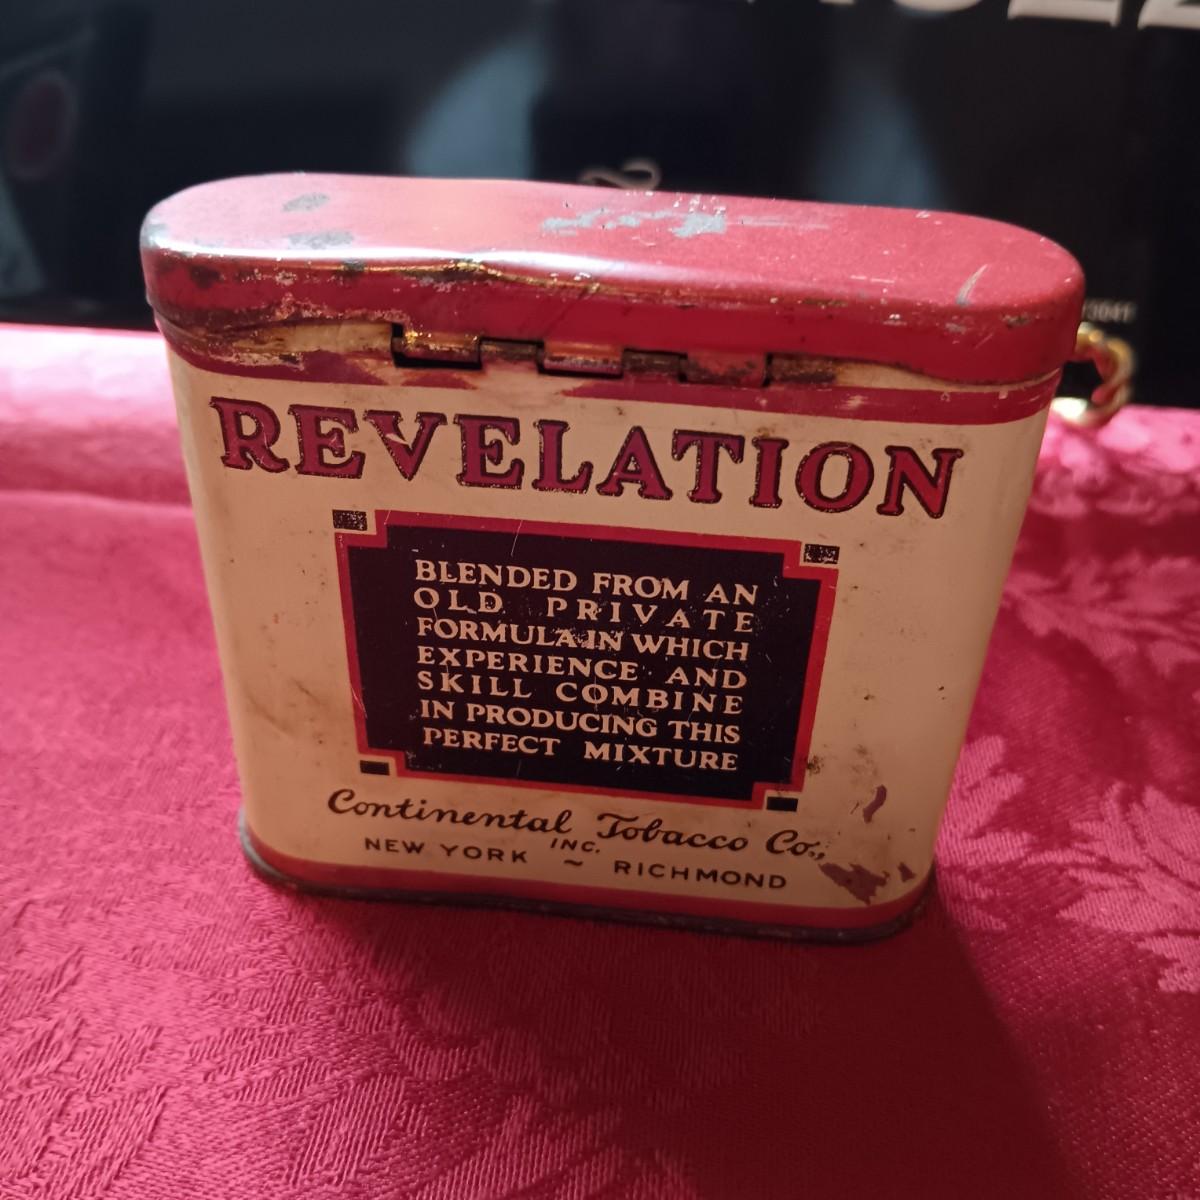 REVELATION
BLENDED FROM AN
OLD PRIVATE
FORMULA IN WHICH
EXPERIENCE AND
SKILL COMBINE
IN PRODUCING THIS
PERFECT MIXTURE
Continental Tobacco Co.,
INC.
NEW YORK ~ RICHMOND